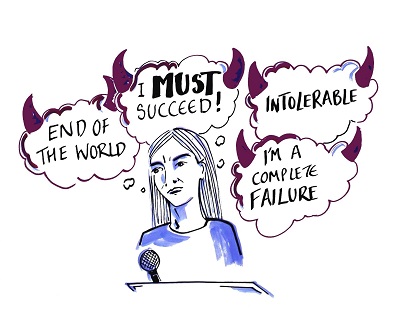 END OF
THE WORLD
I MUST
SUCCEED!
INTOLERABLE
I'M A
COMPLETE
FAILURE